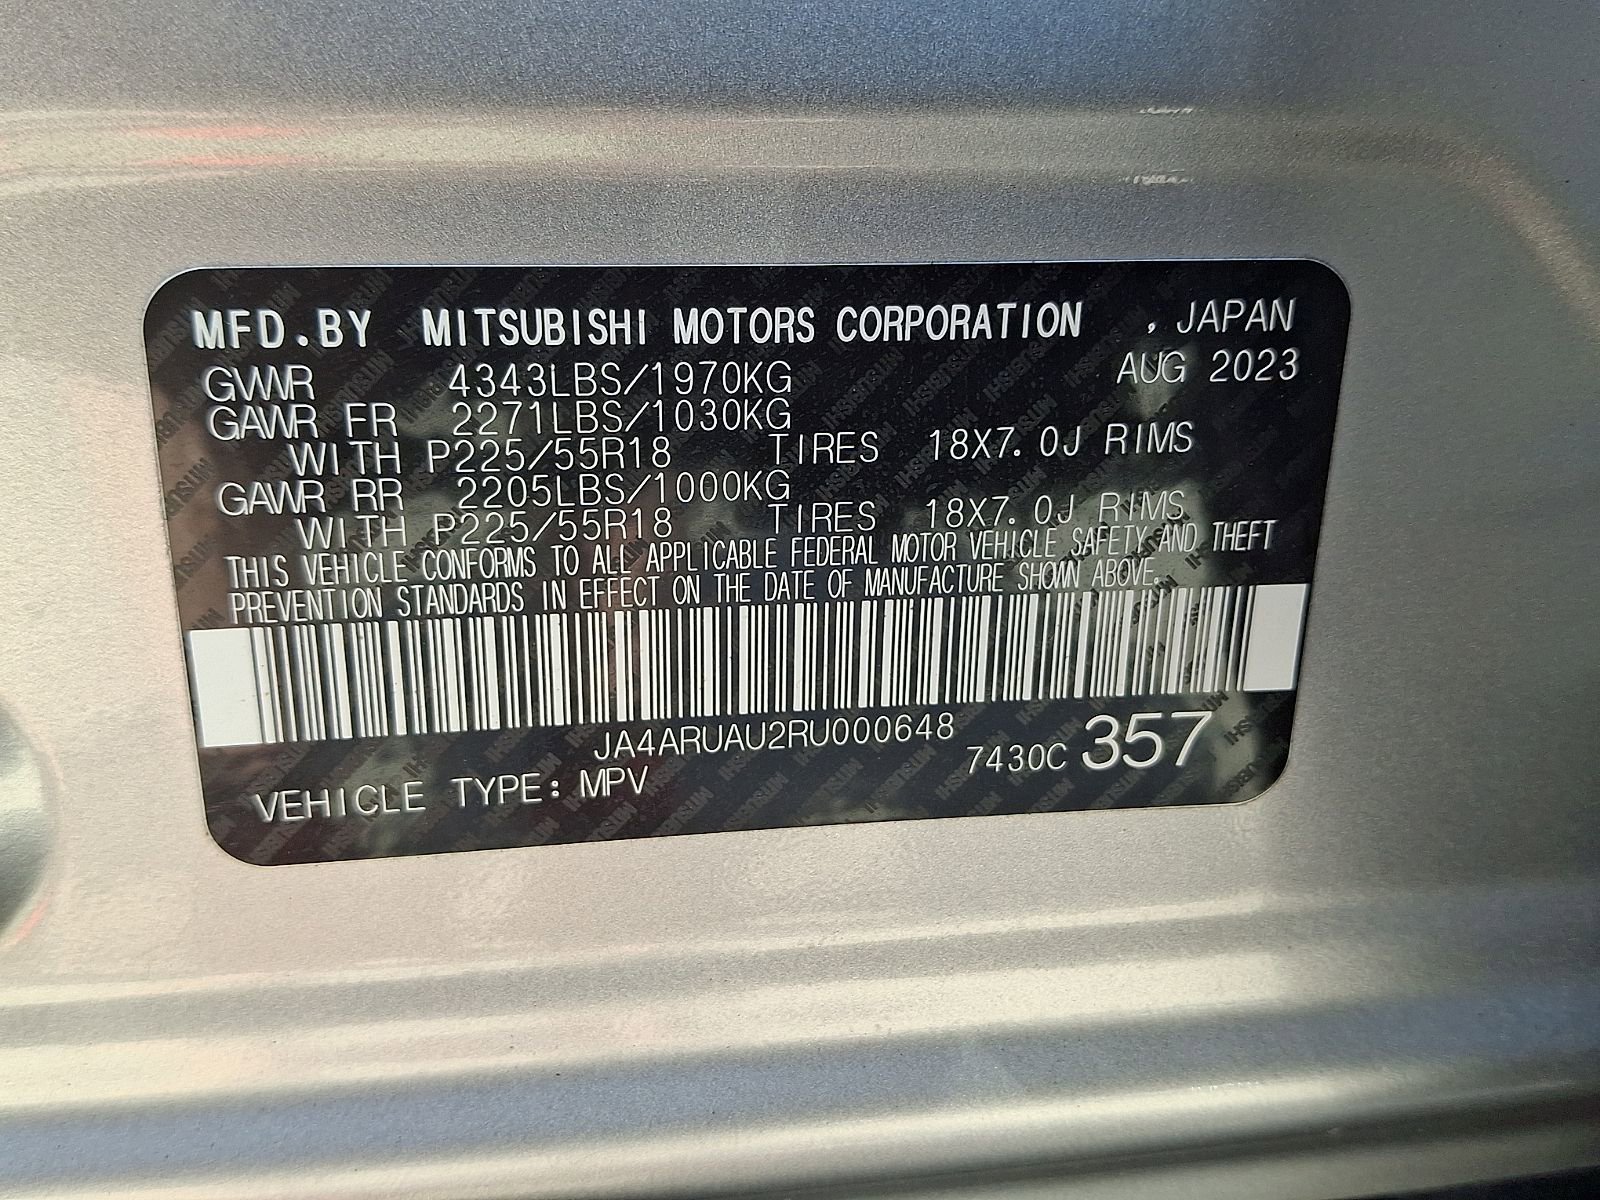 MFD.BY MITSUBISHI MOTORS CORPORATION , JAPAN
GVWR 4343LBS/1970KG AUG 2023
GAWR FR 2271LBS/1030KG
WITH P225/55R18 TIRES 18X7.0J RIMS
GAWR RR 2205LBS/1000KG
WITH P225/55R18 TIRES 18X7.0J RIMS
THIS VEHICLE CONFORMS TO ALL APPLICABLE FEDERAL MOTOR VEHICLE SAFETY AND THEFT
PREVENTION STANDARDS IN EFFECT ON THE DATE OF MANUFACTURE SHOWN ABOVE.
JA4ARUAU2RU000648
7430C 357
VEHICLE TYPE: MPV